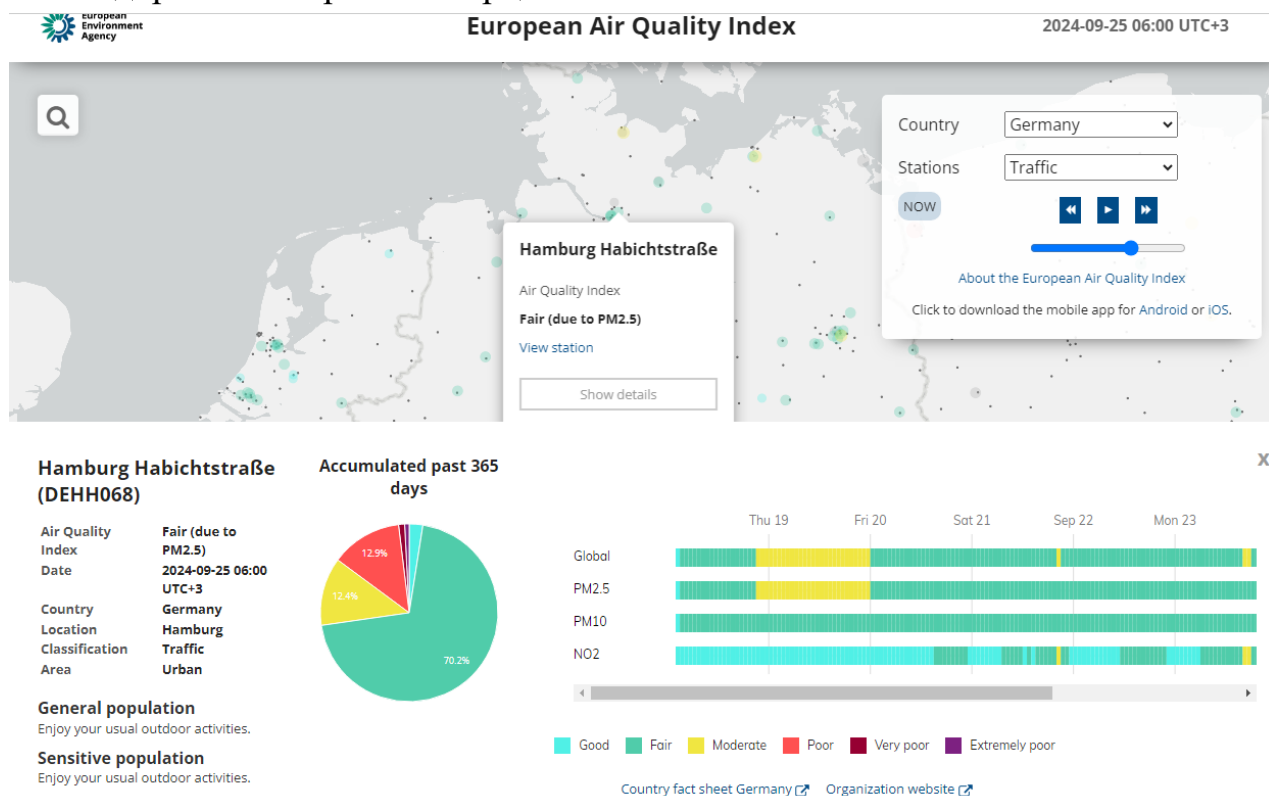 European
Environment
Agency
European Air Quality Index
2024-09-25 06:00 UTC+3
Country Germany
Stations Traffic
NOW
About the European Air Quality Index
Click to download the mobile app for Android or iOS.
Hamburg Habichtstraße
Air Quality Index
Fair (due to PM2.5)
View station
Show details
Hamburg Habichtstraße
(DEHH068)
Air Quality Index Fair (due to PM2.5)
Date 2024-09-25 06:00 UTC+3
Country Germany
Location Hamburg
Classification Traffic
Area Urban
General population
Enjoy your usual outdoor activities.
Sensitive population
Enjoy your usual outdoor activities.
Accumulated past 365
days
12.9%
12.4%
70.2%
X
Thu 19 Fri 20 Sat 21 Sep 22 Mon 23
Global
PM2.5
PM10
NO2
Good Fair Moderate Poor Very poor Extremely poor
Country fact sheet Germany Organization website